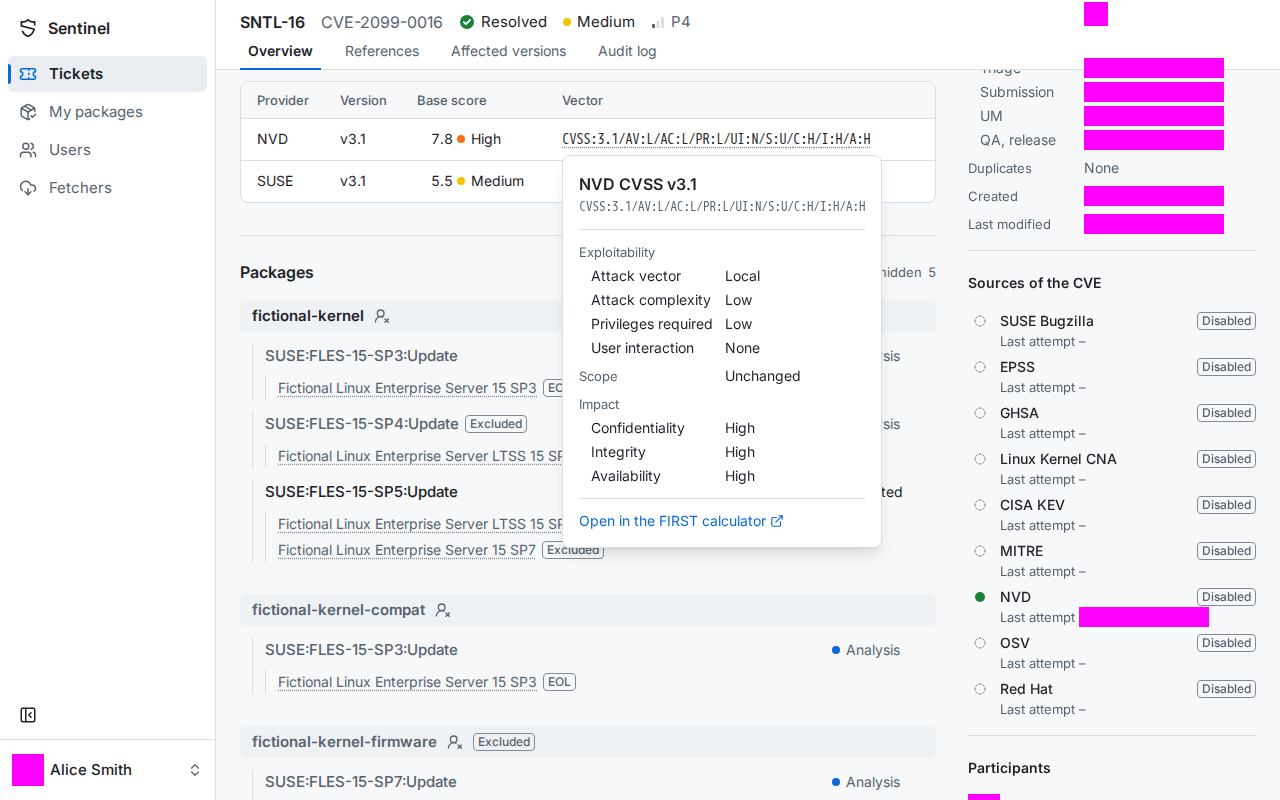 Sentinel
Tickets
My packages
Users
Fetchers
Alice Smith
SNTL-16 CVE-2099-0016 Resolved Medium P4
Overview References Affected versions Audit log
Provider Version Base score Vector
NVD v3.1 7.8 High CVSS:3.1/AV:L/AC:L/PR:L/UI:N/S:U/C:H/I:H/A:H
SUSE v3.1 5.5 Medium
NVD CVSS v3.1
CVSS:3.1/AV:L/AC:L/PR:L/UI:N/S:U/C:H/I:H/A:H
Exploitability
Attack vector Local
Attack complexity Low
Privileges required Low
User interaction None
Scope Unchanged
Impact
Confidentiality High
Integrity High
Availability High
Open in the FIRST calculator
Packages hidden 5
fictional-kernel
SUSE:FLES-15-SP3:Update
Fictional Linux Enterprise Server 15 SP3
SUSE:FLES-15-SP4:Update Excluded
Fictional Linux Enterprise Server LTSS 15
SUSE:FLES-15-SP5:Update
Fictional Linux Enterprise Server LTSS 15
Fictional Linux Enterprise Server 15 SP7 Excluded
fictional-kernel-compat
SUSE:FLES-15-SP3:Update Analysis
Fictional Linux Enterprise Server 15 SP3 EOL
fictional-kernel-firmware Excluded
SUSE:FLES-15-SP7:Update Analysis
Triage
Submission
UM
QA, release
Duplicates None
Created
Last modified
Sources of the CVE
SUSE Bugzilla Disabled
Last attempt –
EPSS Disabled
Last attempt –
GHSA Disabled
Last attempt –
Linux Kernel CNA Disabled
Last attempt –
CISA KEV Disabled
Last attempt –
MITRE Disabled
Last attempt –
NVD Disabled
Last attempt
OSV Disabled
Last attempt –
Red Hat Disabled
Last attempt –
Participants